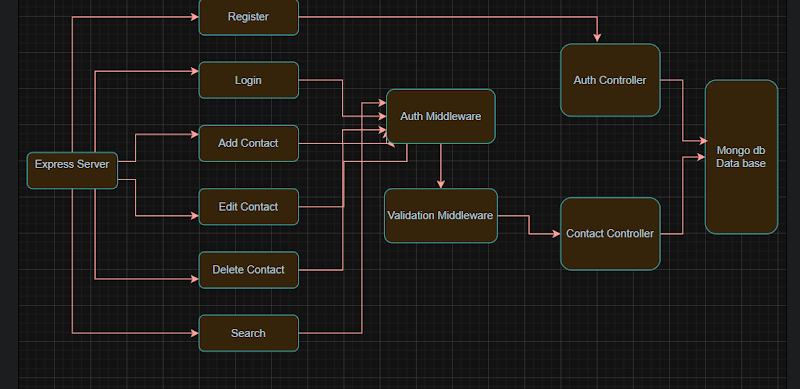 Register
Login
Auth Controller
Auth Middleware
Add Contact
Mongo db
Data base
Express Server
Edit Contact
Validation Middleware
Contact Controller
Delete Contact
Search